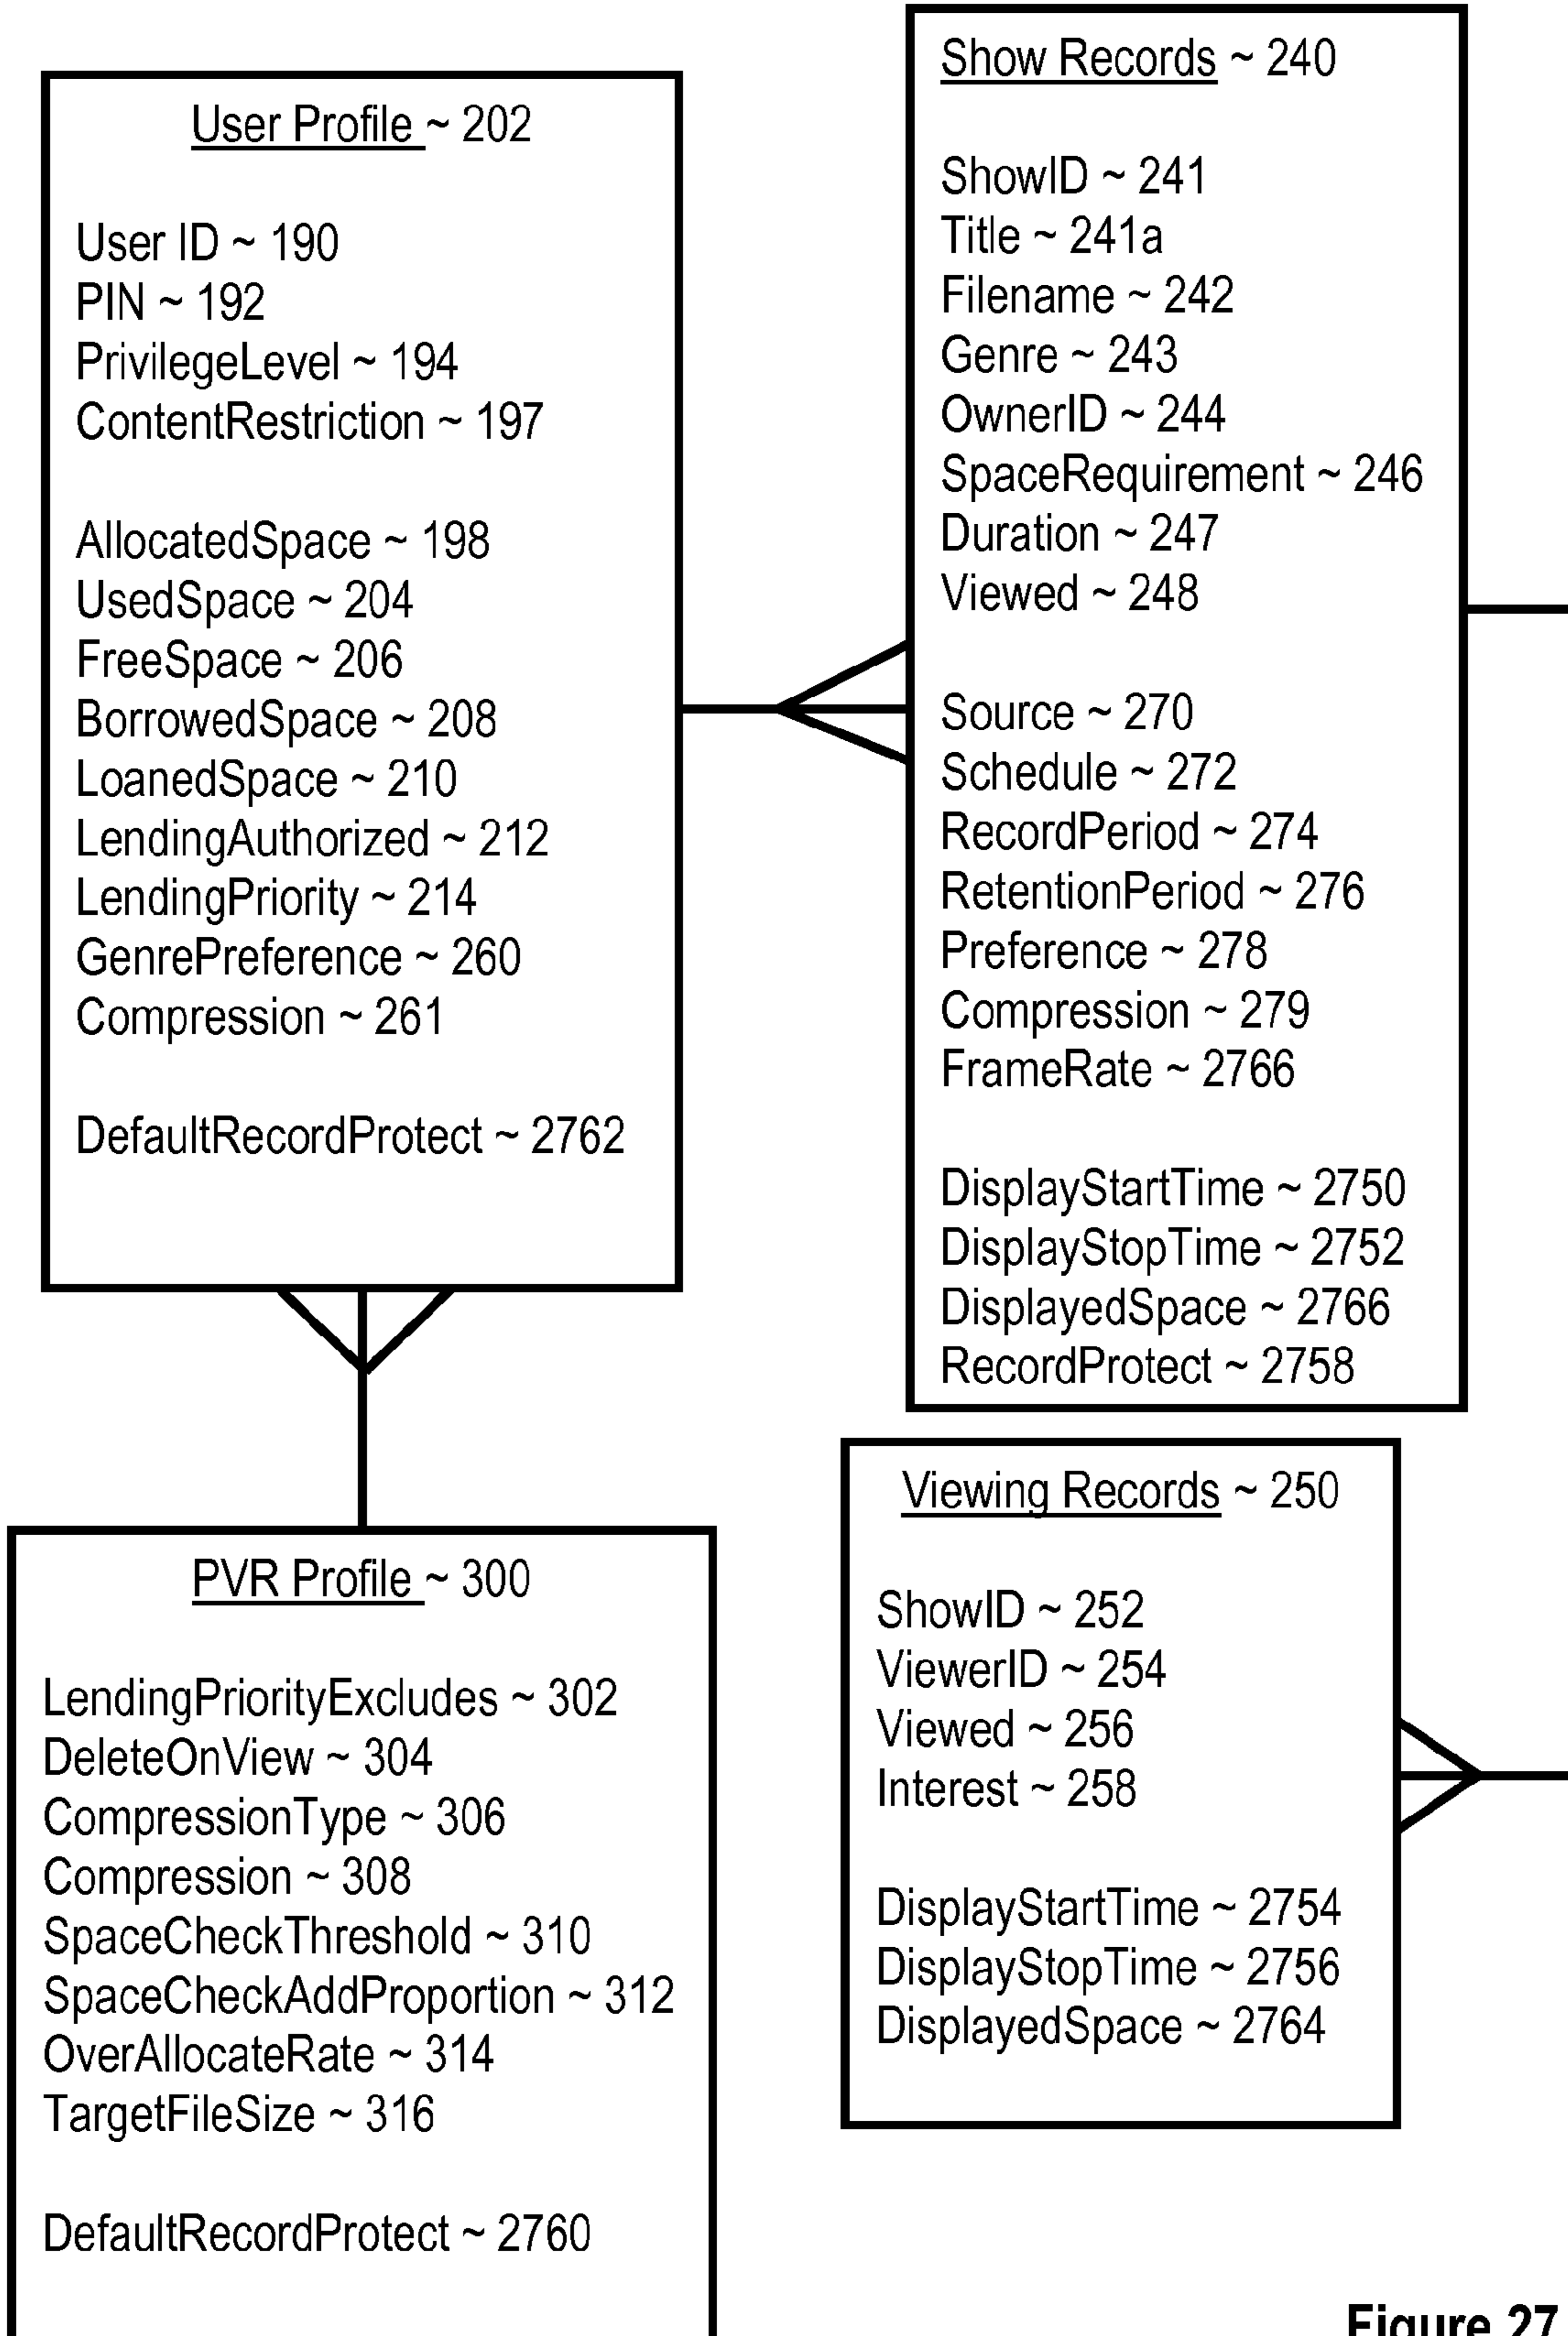 User Profile ~ 202
User ID ~ 190
PIN ~ 192
PrivilegeLevel ~ 194
ContentRestriction ~ 197
AllocatedSpace ~ 198
UsedSpace ~ 204
FreeSpace ~ 206
BorrowedSpace ~ 208
LoanedSpace ~ 210
LendingAuthorized ~ 212
LendingPriority ~ 214
GenrePreference ~ 260
Compression ~ 261
DefaultRecordProtect ~ 2762
Show Records ~ 240
ShowID ~ 241
Title ~ 241a
Filename ~ 242
Genre ~ 243
OwnerID ~ 244
SpaceRequirement ~ 246
Duration ~ 247
Viewed ~ 248
Source ~ 270
Schedule ~ 272
RecordPeriod ~ 274
RetentionPeriod ~ 276
Preference ~ 278
Compression ~ 279
FrameRate ~ 2766
DisplayStartTime ~ 2750
DisplayStopTime ~ 2752
DisplayedSpace ~ 2766
RecordProtect ~ 2758
PVR Profile ~ 300
LendingPriorityExcludes ~ 302
DeleteOnView ~ 304
CompressionType ~ 306
Compression ~ 308
SpaceCheckThreshold ~ 310
SpaceCheckAddProportion ~ 312
OverAllocateRate ~ 314
TargetFileSize ~ 316
DefaultRecordProtect ~ 2760
Viewing Records ~ 250
ShowID ~ 252
ViewerID ~ 254
Viewed ~ 256
Interest ~ 258
DisplayStartTime ~ 2754
DisplayStopTime ~ 2756
DisplayedSpace ~ 2764
Figure 27